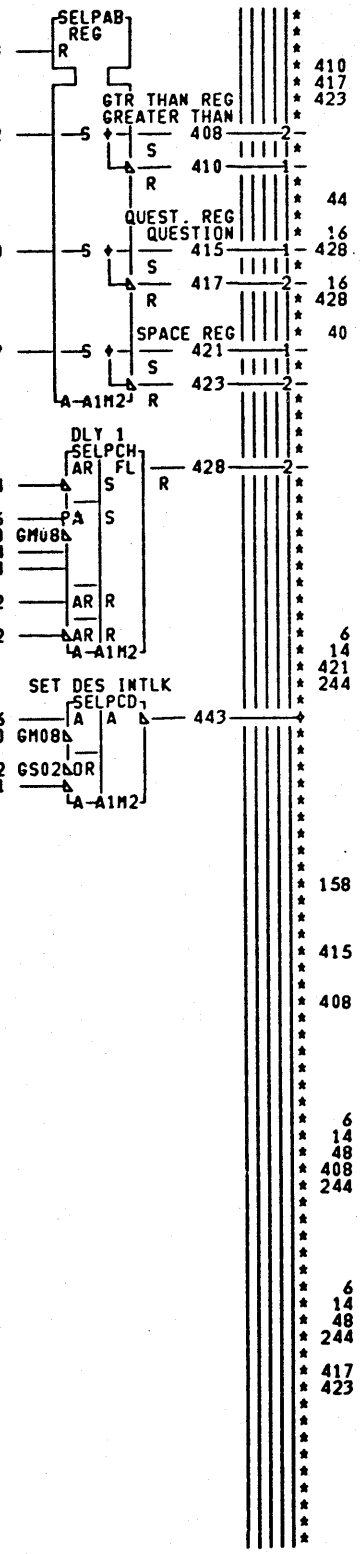 SELPAB
REG
R
410
417
GTR THAN REG 423
GREATER THAN
S 408 2
S
410 1
R
44
QUEST. REG
QUESTION 16
S 415 1 428
S
417 2 16
R 428
SPACE REG 40
S 421 1
S
423 2
A-A1M2 R
DLY 1
SELPCH
AR FL 428 2
S R
PA S
GM08
AR R
AR R 6
A-A1M2 14
421
SET DES INTLK 244
SELPCD
A A 443
GM08
GS02 OR
A-A1M2
158
415
408
6
14
48
408
244
6
14
48
244
417
423